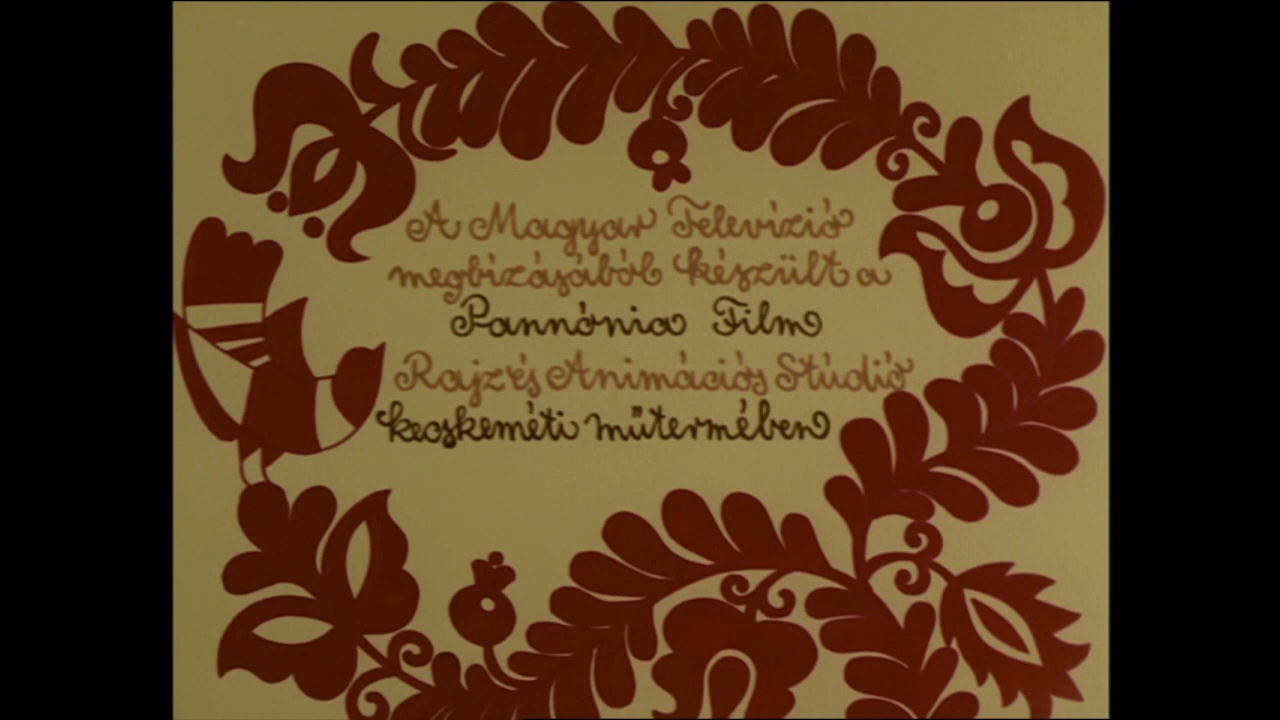 A Magyar Televízió
megbízásából készült a
Pannónia Film
Rajz és Animációs Stúdió
kecskeméti műtermében